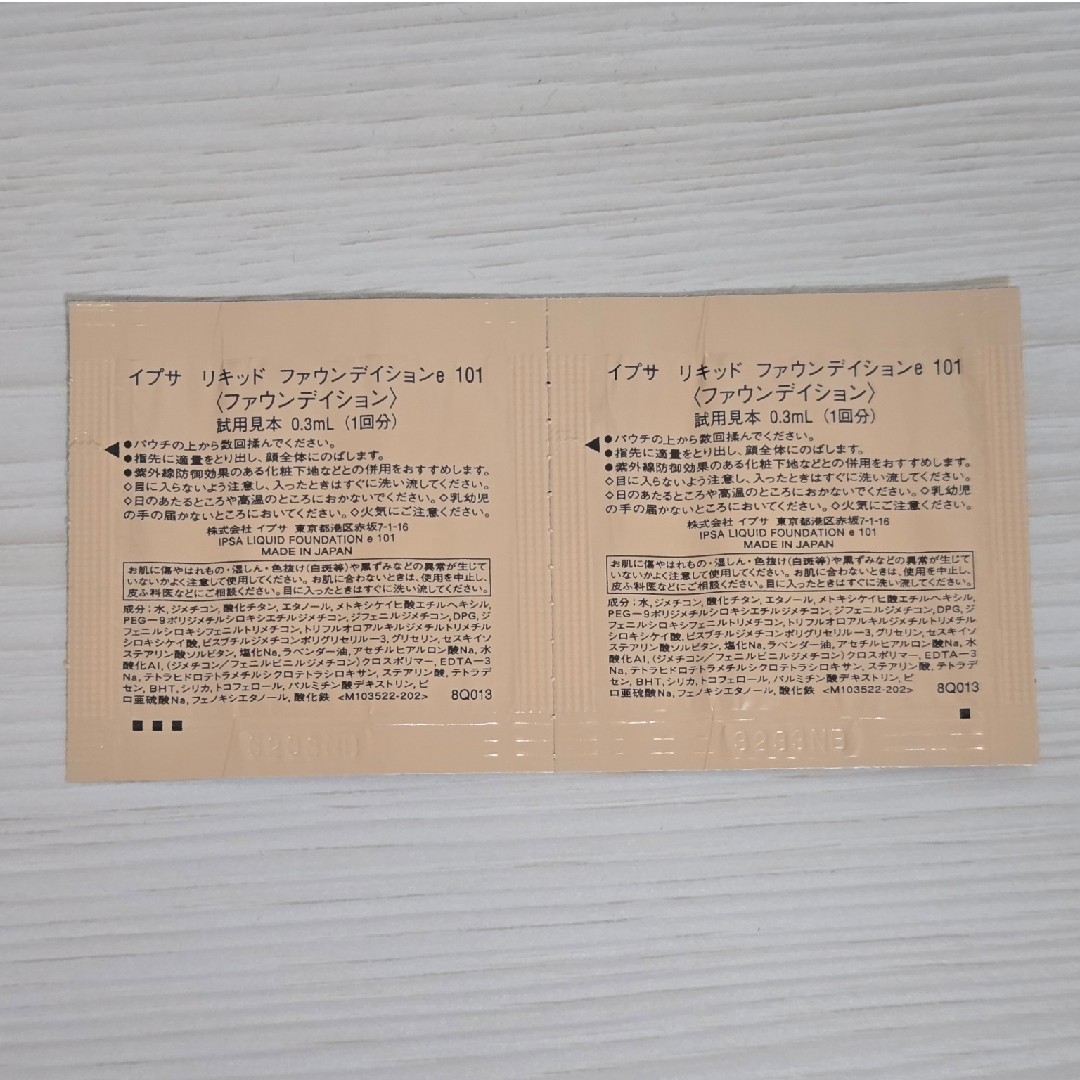 イプサ リキッド ファウンデイションe 101
〈ファウンデイション〉
試用見本 0.3mL (1回分)
●パウチの上から数回揉んでください。
●指先に適量をとり出し、顔全体にのばします。
●紫外線防御効果のある化粧下地などとの併用をおすすめします。
◇目に入らないよう注意し、入ったときはすぐに洗い流してください。
◇日のあたるところや高温のところにおかないでください。◇乳幼児
の手の届かないところにおいてください。◇火気にご注意ください。
株式会社 イプサ 東京都港区赤坂7-1-16
IPSA LIQUID FOUNDATION e 101
MADE IN JAPAN
お肌に傷やはれもの・湿しん・色抜け(白斑等)や黒ずみなどの異常が生じて
いないかよく注意して使用してください。お肌に合わないときは、使用を中止し、
皮ふ科医などにご相談ください。目に入ったときはすぐに洗い流してください。
成分:水,ジメチコン,酸化チタン,エタノール,メトキシケイヒ酸エチルヘキシル,
PEG-9ポリジメチルシロキシエチルジメチコン,ジフェニルジメチコン,DPG,ジ
フェニルシロキシフェニルトリメチコン,トリフルオロアルキルジメチルトリメチル
シロキシケイ酸,ビスブチルジメチコンポリグリセリル-3,グリセリン,セスキイソ
ステアリン酸ソルビタン,塩化Na,ラベンダー油,アセチルヒアルロン酸Na,水
酸化Al,(ジメチコン/フェニルビニルジメチコン)クロスポリマー,EDTA-3
Na,テトラヒドロテトラメチルシクロテトラシロキサン,ステアリン酸,テトラデ
セン,BHT,シリカ,トコフェロール,パルミチン酸デキストリン,ピ
ロ亜硫酸Na,フェノキシエタノール,酸化鉄 <M103522-202> 8Q013
イプサ リキッド ファウンデイションe 101
〈ファウンデイション〉
試用見本 0.3mL (1回分)
●パウチの上から数回揉んでください。
●指先に適量をとり出し、顔全体にのばします。
●紫外線防御効果のある化粧下地などとの併用をおすすめします。
◇目に入らないよう注意し、入ったときはすぐに洗い流してください。
◇日のあたるところや高温のところにおかないでください。◇乳幼児
の手の届かないところにおいてください。◇火気にご注意ください。
株式会社 イプサ 東京都港区赤坂7-1-16
IPSA LIQUID FOUNDATION e 101
MADE IN JAPAN
お肌に傷やはれもの・湿しん・色抜け(白斑等)や黒ずみなどの異常が生じて
いないかよく注意して使用してください。お肌に合わないときは、使用を中止し、
皮ふ科医などにご相談ください。目に入ったときはすぐに洗い流してください。
成分:水,ジメチコン,酸化チタン,エタノール,メトキシケイヒ酸エチルヘキシル,
PEG-9ポリジメチルシロキシエチルジメチコン,ジフェニルジメチコン,DPG,ジ
フェニルシロキシフェニルトリメチコン,トリフルオロアルキルジメチルトリメチル
シロキシケイ酸,ビスブチルジメチコンポリグリセリル-3,グリセリン,セスキイソ
ステアリン酸ソルビタン,塩化Na,ラベンダー油,アセチルヒアルロン酸Na,水
酸化Al,(ジメチコン/フェニルビニルジメチコン)クロスポリマー,EDTA-3
Na,テトラヒドロテトラメチルシクロテトラシロキサン,ステアリン酸,テトラデ
セン,BHT,シリカ,トコフェロール,パルミチン酸デキストリン,ピ
ロ亜硫酸Na,フェノキシエタノール,酸化鉄 <M103522-202> 8Q013